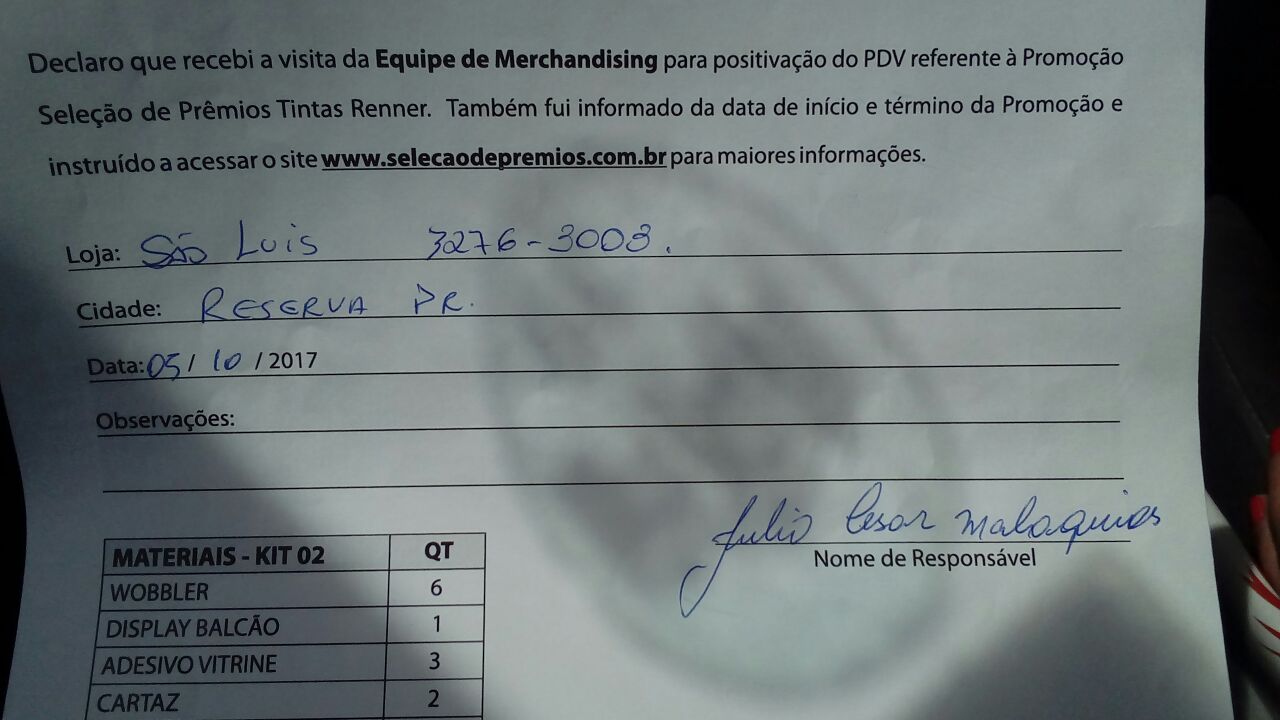 Declaro que recebi a visita da Equipe de Merchandising para positivação do PDV referente à Promoção
Seleção de Prêmios Tintas Renner. Também fui informado da data de início e término da Promoção e
instruído a acessar o site www.selecaodepremios.com.br para maiores informações.
Loja: São Luis 3276-3003.
Cidade: RESERVA PR.
Data: 05/ 10 / 2017
Observações:
Julio Cesar Malaquias
Nome de Responsável
MATERIAIS - KIT 02 QT
WOBBLER 6
DISPLAY BALCÃO 1
ADESIVO VITRINE 3
CARTAZ 2